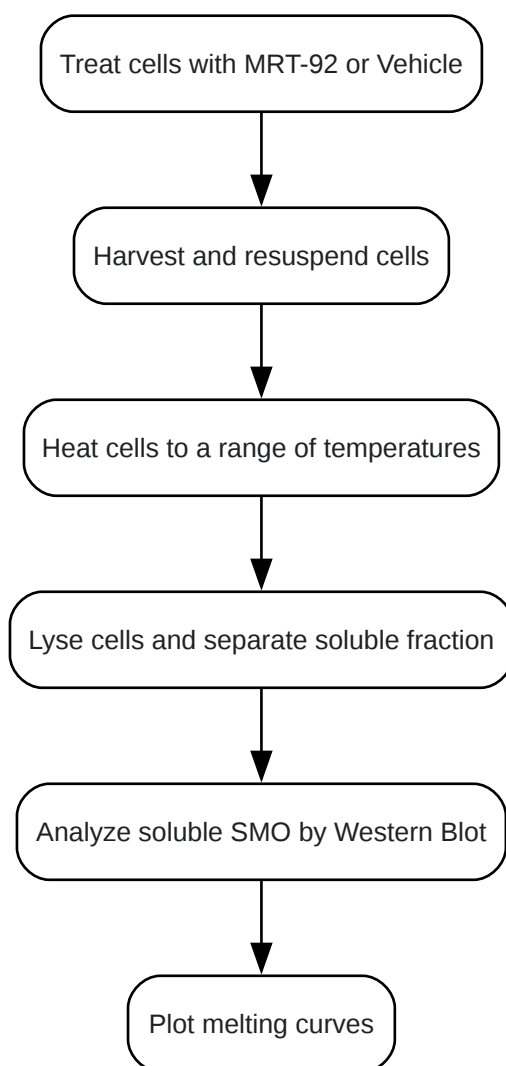 Treat cells with MRT-92 or Vehicle
Harvest and resuspend cells
Heat cells to a range of temperatures
Lyse cells and separate soluble fraction
Analyze soluble SMO by Western Blot
Plot melting curves